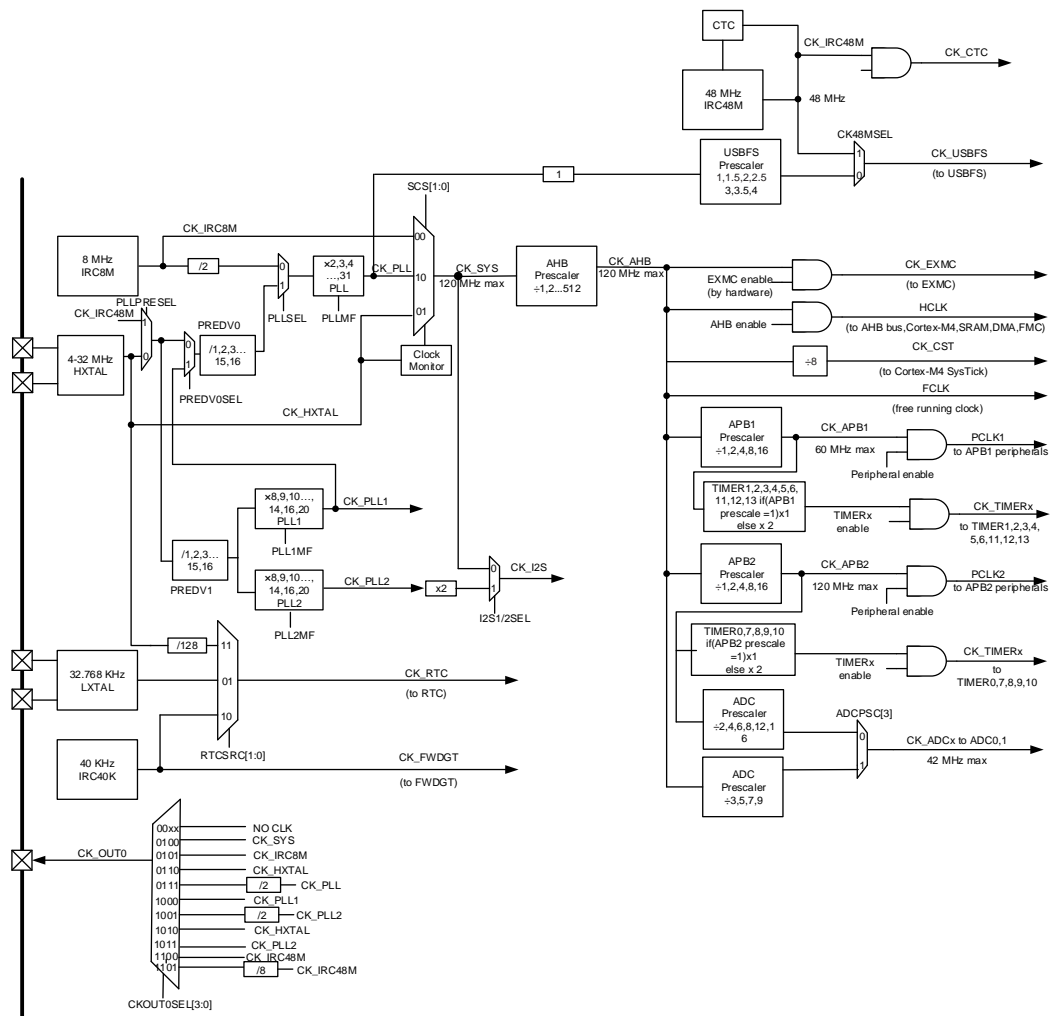 CTC
CK_IRC48M
CK_CTC
48 MHz
IRC48M
48 MHz
CK48MSEL
USBFS
Prescaler
1,1.5,2,2.5
3,3.5,4
1
0
CK_USBFS
(to USBFS)
1
SCS[1:0]
CK_IRC8M
8 MHz
IRC8M
/2
0
1
PLLSEL
×2,3,4
…,31
PLL
PLLMF
CK_PLL
00
10
01
CK_SYS
120 MHz max
AHB
Prescaler
÷1,2...512
CK_AHB
120 MHz max
EXMC enable
(by hardware)
CK_EXMC
(to EXMC)
AHB enable
HCLK
(to AHB bus,Cortex-M4,SRAM,DMA,FMC)
÷8
CK_CST
(to Cortex-M4 SysTick)
FCLK
(free running clock)
PLLPRESEL
CK_IRC48M
1
0
4-32 MHz
HXTAL
PREDV0
0
1
/1,2,3…
15,16
PREDV0SEL
Clock
Monitor
CK_HXTAL
APB1
Prescaler
÷1,2,4,8,16
CK_APB1
60 MHz max
Peripheral enable
PCLK1
to APB1 peripherals
TIMER1,2,3,4,5,6,
11,12,13 if(APB1
prescale =1)x1
else x 2
TIMERx
enable
CK_TIMERx
to TIMER1,2,3,4,
5,6,11,12,13
×8,9,10…,
14,16,20
PLL1
PLL1MF
CK_PLL1
/1,2,3…
15,16
PREDV1
×8,9,10…,
14,16,20
PLL2
PLL2MF
CK_PLL2
x2
0
1
CK_I2S
I2S1/2SEL
APB2
Prescaler
÷1,2,4,8,16
CK_APB2
120 MHz max
Peripheral enable
PCLK2
to APB2 peripherals
TIMER0,7,8,9,10
if(APB2 prescale
=1)x1
else x 2
TIMERx
enable
CK_TIMERx
to
TIMER0,7,8,9,10
/128
11
01
10
32.768 KHz
LXTAL
CK_RTC
(to RTC)
RTCSRC[1:0]
40 KHz
IRC40K
CK_FWDGT
(to FWDGT)
ADC
Prescaler
÷2,4,6,8,12,1
6
ADCPSC[3]
0
1
CK_ADCx to ADC0,1
42 MHz max
ADC
Prescaler
÷3,5,7,9
CK_OUT0
00xx
NO CLK
0100
CK_SYS
0101
CK_IRC8M
0110
CK_HXTAL
0111
/2
CK_PLL
1000
CK_PLL1
1001
/2
CK_PLL2
1010
CK_HXTAL
1011
CK_PLL2
1100
CK_IRC48M
1101
/8
CK_IRC48M
CKOUT0SEL[3:0]